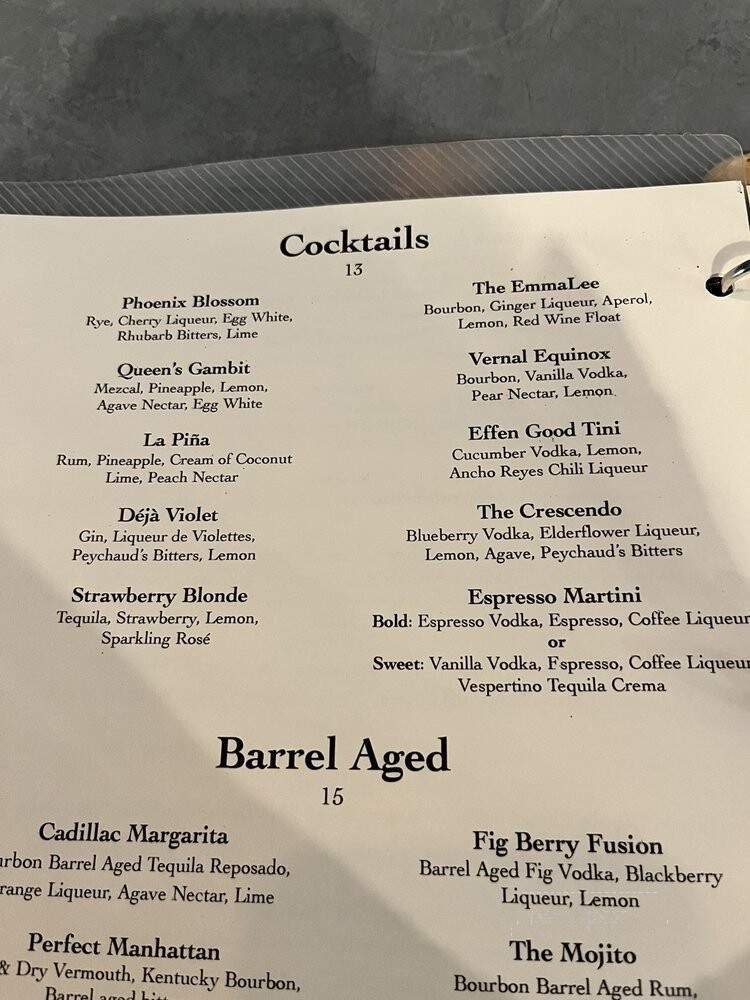 Cocktails
13
Phoenix Blossom
Rye, Cherry Liqueur, Egg White,
Rhubarb Bitters, Lime
Queen's Gambit
Mezcal, Pineapple, Lemon,
Agave Nectar, Egg White
La Piña
Rum, Pineapple, Cream of Coconut
Lime, Peach Nectar
Déjà Violet
Gin, Liqueur de Violettes,
Peychaud's Bitters, Lemon
Strawberry Blonde
Tequila, Strawberry, Lemon,
Sparkling Rosé
The EmmaLee
Bourbon, Ginger Liqueur, Aperol,
Lemon, Red Wine Float
Vernal Equinox
Bourbon, Vanilla Vodka,
Pear Nectar, Lemon
Effen Good Tini
Cucumber Vodka, Lemon,
Ancho Reyes Chili Liqueur
The Crescendo
Blueberry Vodka, Elderflower Liqueur,
Lemon, Agave, Peychaud's Bitters
Espresso Martini
Bold: Espresso Vodka, Espresso, Coffee Liqueur
or
Sweet: Vanilla Vodka, Espresso, Coffee Liqueur
Vespertino Tequila Crema
Barrel Aged
15
Cadillac Margarita
Barrel Aged Tequila Reposado,
Liqueur, Agave Nectar, Lime
Perfect Manhattan
& Dry Vermouth, Kentucky Bourbon,
Barrel aged
Fig Berry Fusion
Barrel Aged Fig Vodka, Blackberry
Liqueur, Lemon
The Mojito
Bourbon Barrel Aged Rum,